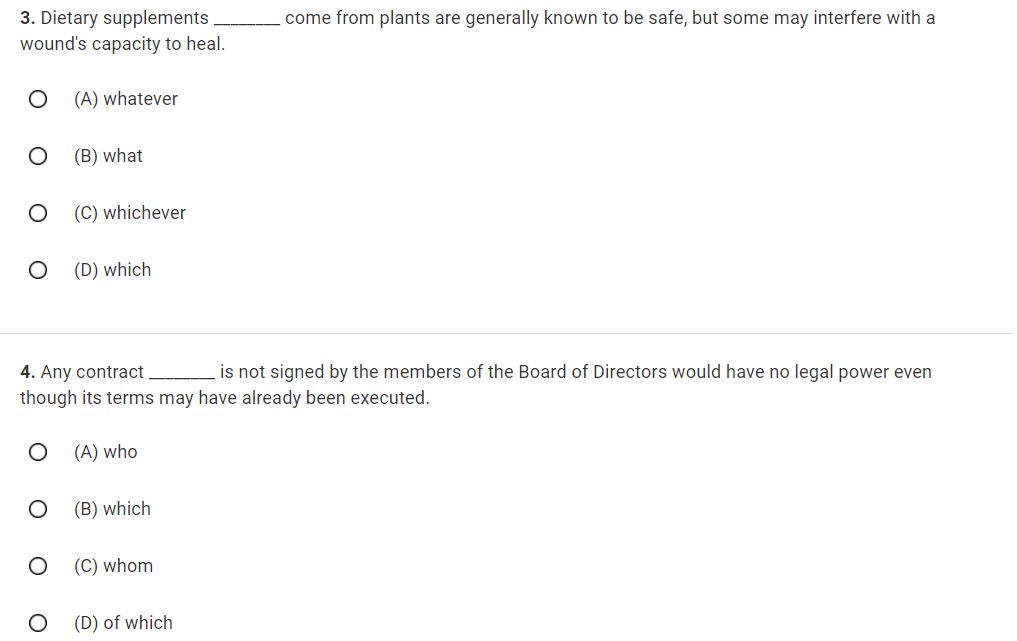 3. Dietary supplements ________ come from plants are generally known to be safe, but some may interfere with a
wound's capacity to heal.
(A) whatever
(B) what
(C) whichever
(D) which
4. Any contract ________ is not signed by the members of the Board of Directors would have no legal power even
though its terms may have already been executed.
(A) who
(B) which
(C) whom
(D) of which